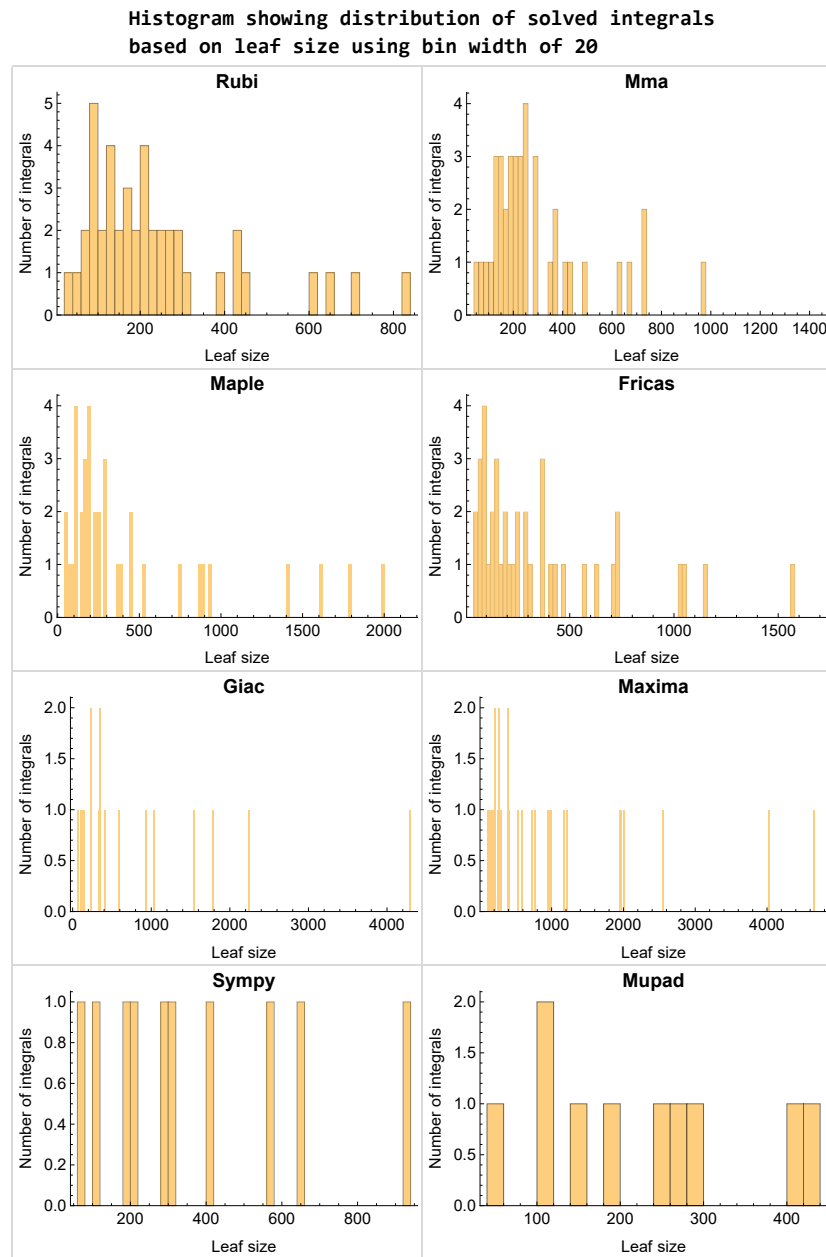 Histogram showing distribution of solved integrals
based on leaf size using bin width of 20
Rubi
Number of integrals
5
4
3
2
1
0
200 400 600 800
Leaf size
Mma
Number of integrals
4
3
2
1
0
200 400 600 800 1000 1200 1400
Leaf size
Maple
Number of integrals
4
3
2
1
0
0 500 1000 1500 2000
Leaf size
Fricas
Number of integrals
4
3
2
1
0
500 1000 1500
Leaf size
Giac
Number of integrals
2.0
1.5
1.0
0.5
0.0
0 1000 2000 3000 4000
Leaf size
Maxima
Number of integrals
2.0
1.5
1.0
0.5
0.0
1000 2000 3000 4000
Leaf size
Sympy
Number of integrals
1.0
0.8
0.6
0.4
0.2
0.0
200 400 600 800
Leaf size
Mupad
Number of integrals
2.0
1.5
1.0
0.5
0.0
100 200 300 400
Leaf size